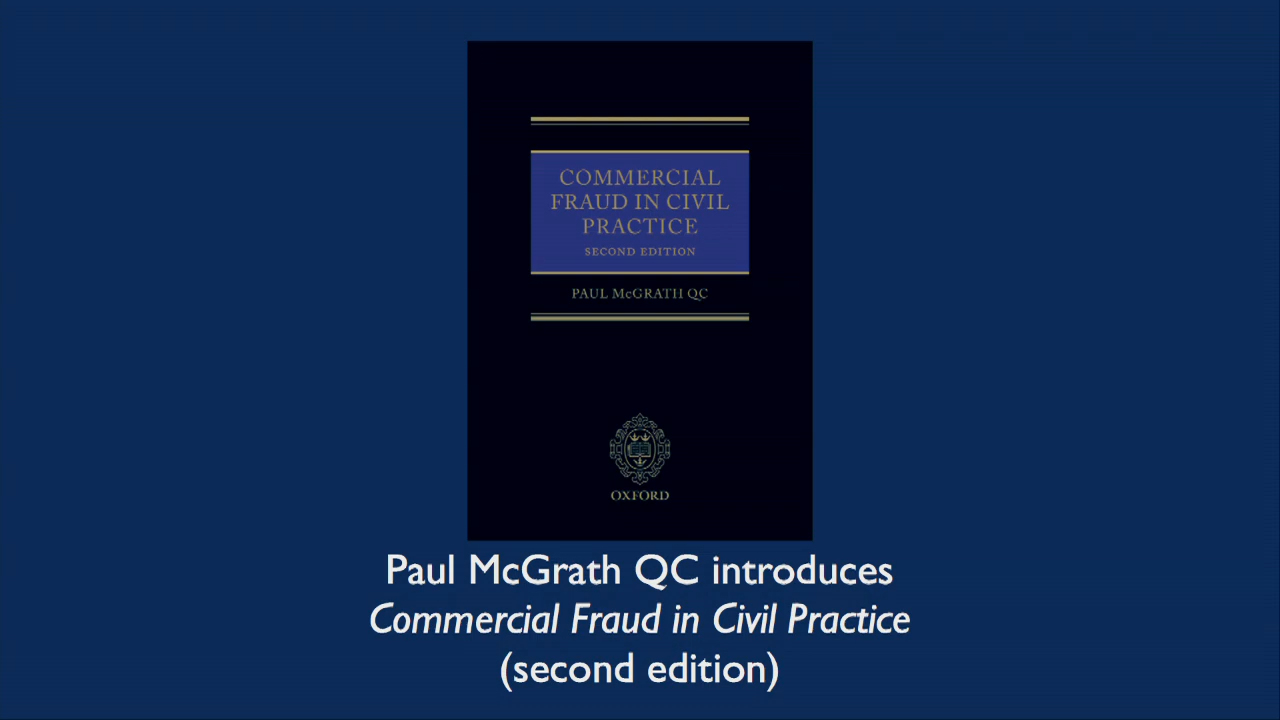 COMMERCIAL
FRAUD IN CIVIL
PRACTICE
SECOND EDITION
PAUL McGRATH QC
OXFORD
Paul McGrath QC introduces
Commercial Fraud in Civil Practice
(second edition)